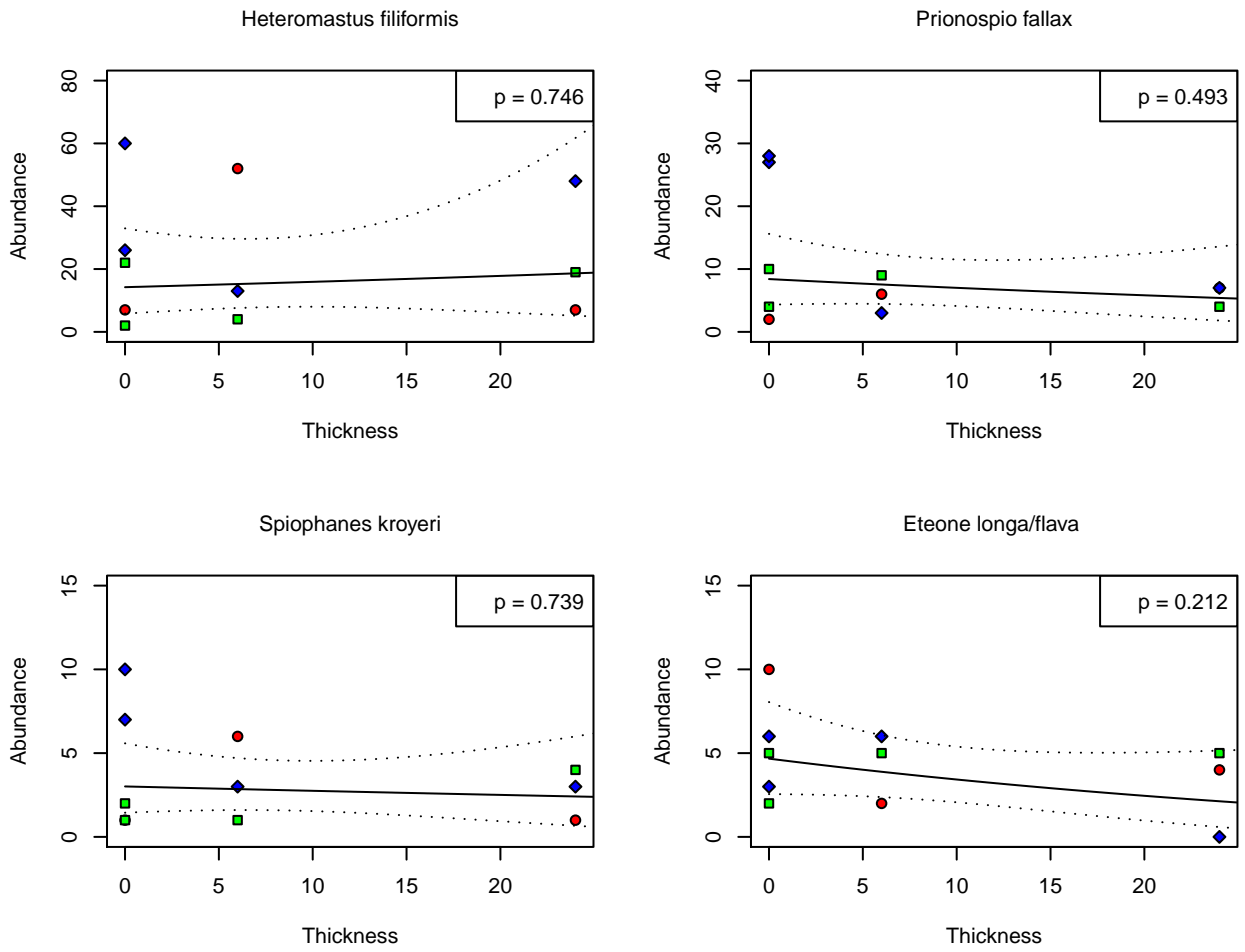 Heteromastus filiformis
p = 0.746
Abundance
80
60
40
20
0
0 5 10 15 20
Thickness
Prionospio fallax
p = 0.493
Abundance
40
30
20
10
0
0 5 10 15 20
Thickness
Spiophanes kroyeri
p = 0.739
Abundance
15
10
5
0
0 5 10 15 20
Thickness
Eteone longa/flava
p = 0.212
Abundance
15
10
5
0
0 5 10 15 20
Thickness